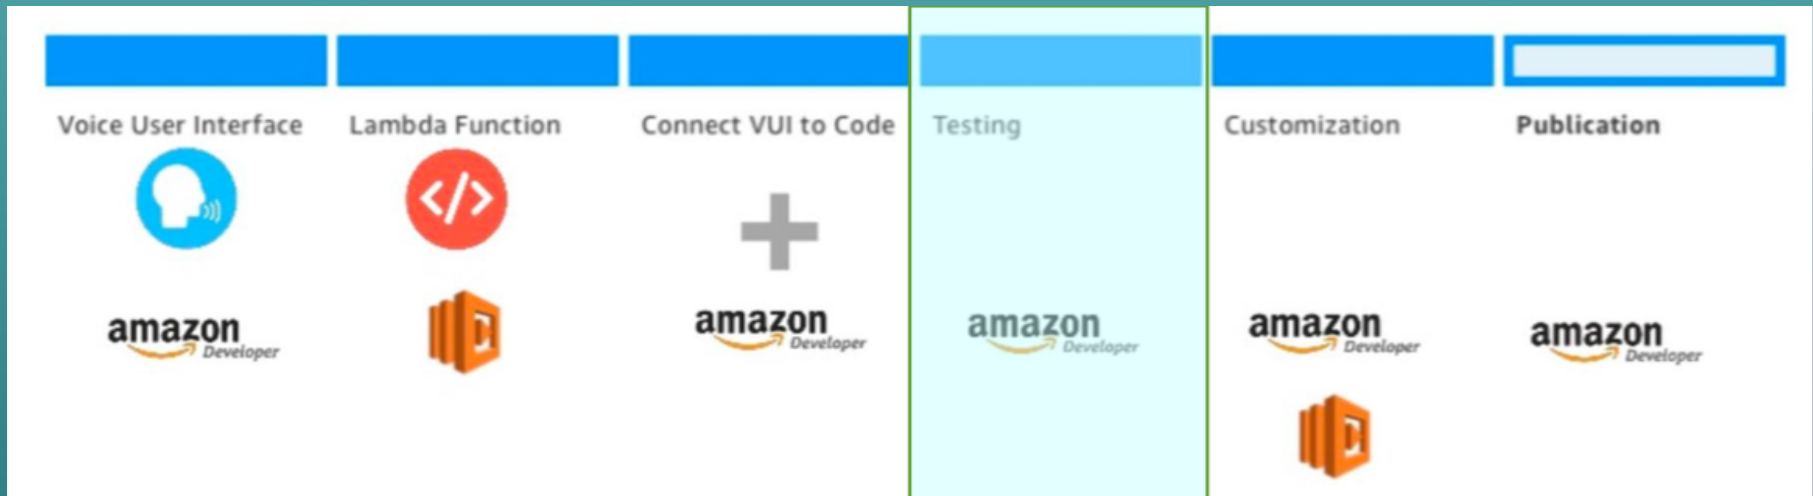 Voice User Interface
Lambda Function
Connect VUI to Code
Testing
Customization
Publication
</>
amazon
Developer
amazon
Developer
amazon
Developer
amazon
Developer
amazon
Developer